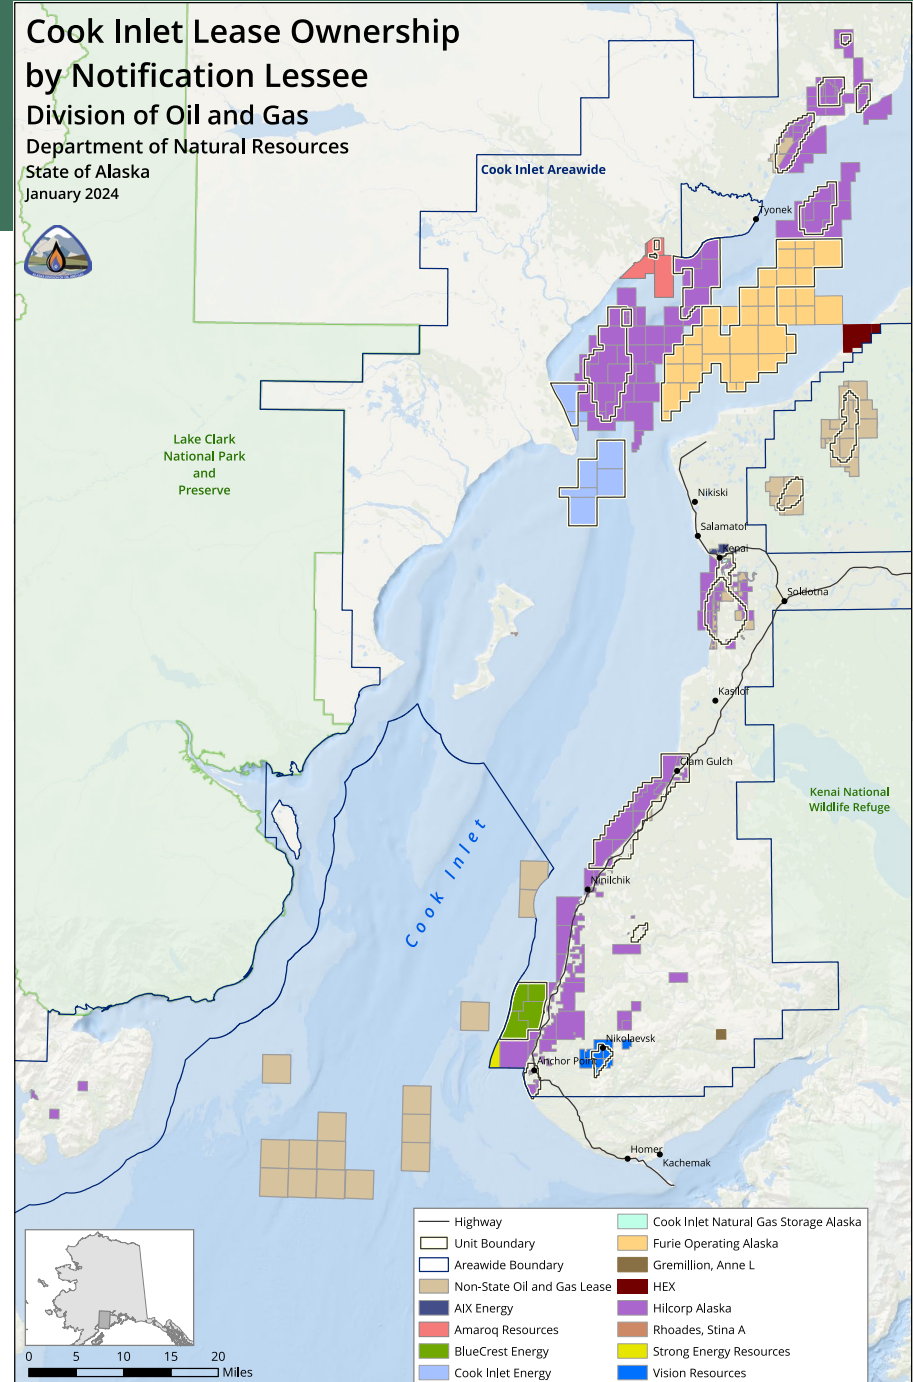 Cook Inlet Lease Ownership
by Notification Lessee
Division of Oil and Gas
Department of Natural Resources
State of Alaska
January 2024
Cook Inlet Areawide
Tyonek
Lake Clark
National Park
and
Preserve
Nikiski
Salamatof
Kenai
Soldotna
Kasilof
Clam Gulch
Kenai National
Wildlife Refuge
Cook Inlet
Ninilchik
Nikolaevsk
Anchor Point
Homer
Kachemak
Highway
Unit Boundary
Areawide Boundary
Non-State Oil and Gas Lease
AIX Energy
Amaroq Resources
BlueCrest Energy
Cook Inlet Energy
Cook Inlet Natural Gas Storage Alaska
Furie Operating Alaska
Gremillion, Anne L
HEX
Hilcorp Alaska
Rhoades, Stina A
Strong Energy Resources
Vision Resources
0 5 10 15 20
Miles